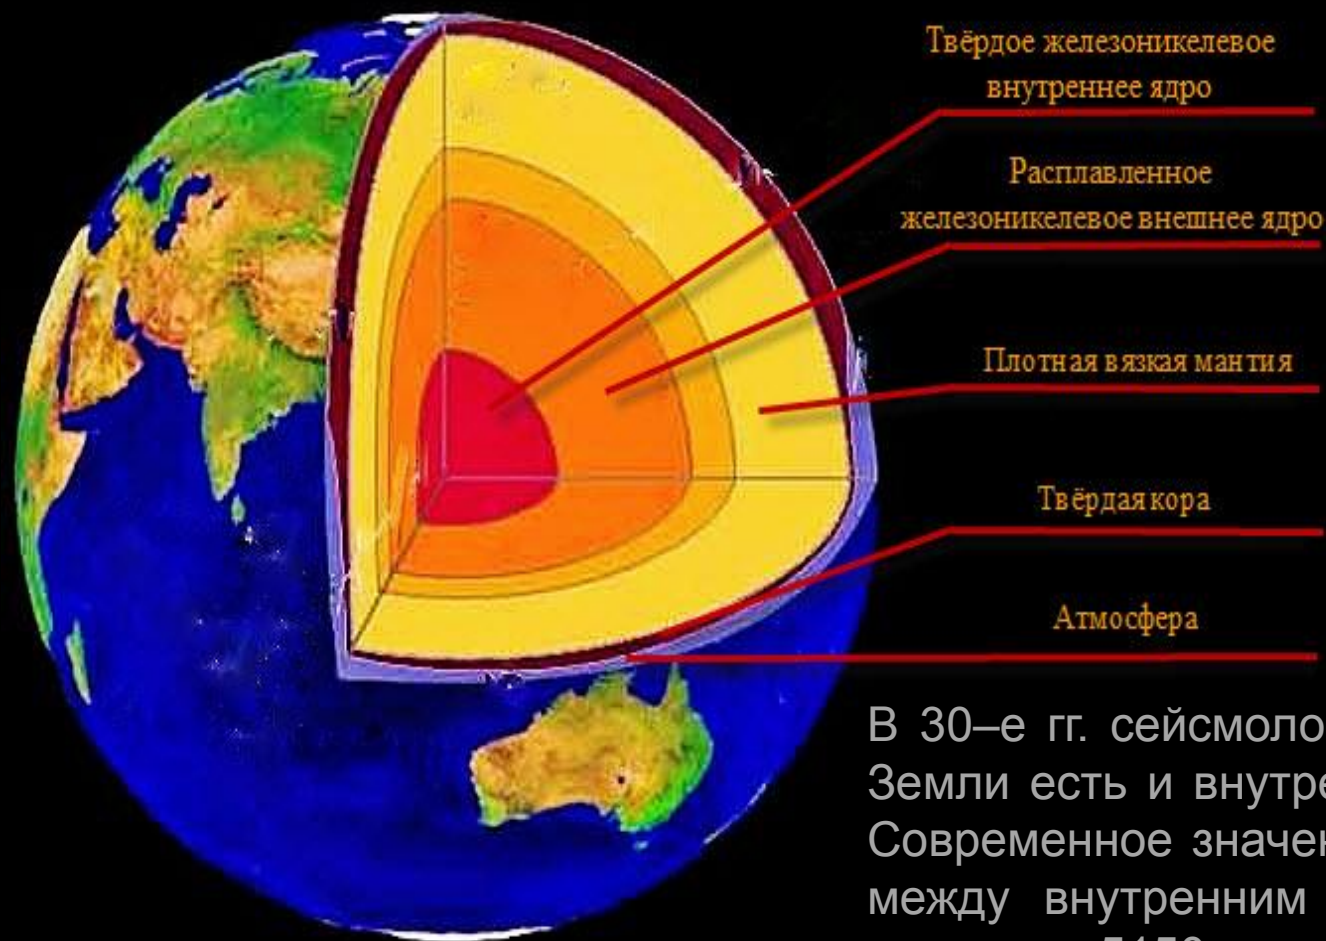 Твёрдое железоникелевое
внутреннее ядро
Расплавленное
железоникелевое внешнее ядро
Плотная вязкая мантия
Твёрдая кора
Атмосфера
В 30–е гг. сейсмоло
Земли есть и внутре
Современное значен
между внутренним